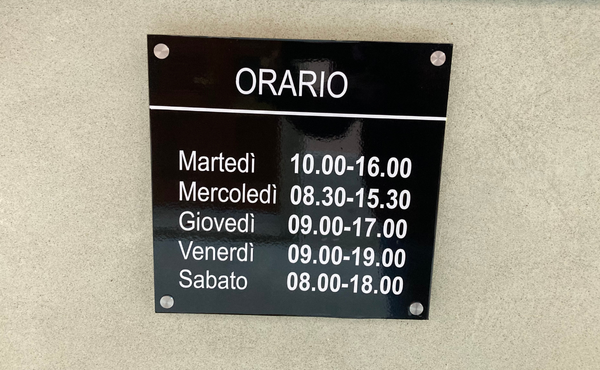 ORARIO
Martedì 10.00-16.00
Mercoledì 08.30-15.30
Giovedì 09.00-17.00
Venerdì 09.00-19.00
Sabato 08.00-18.00